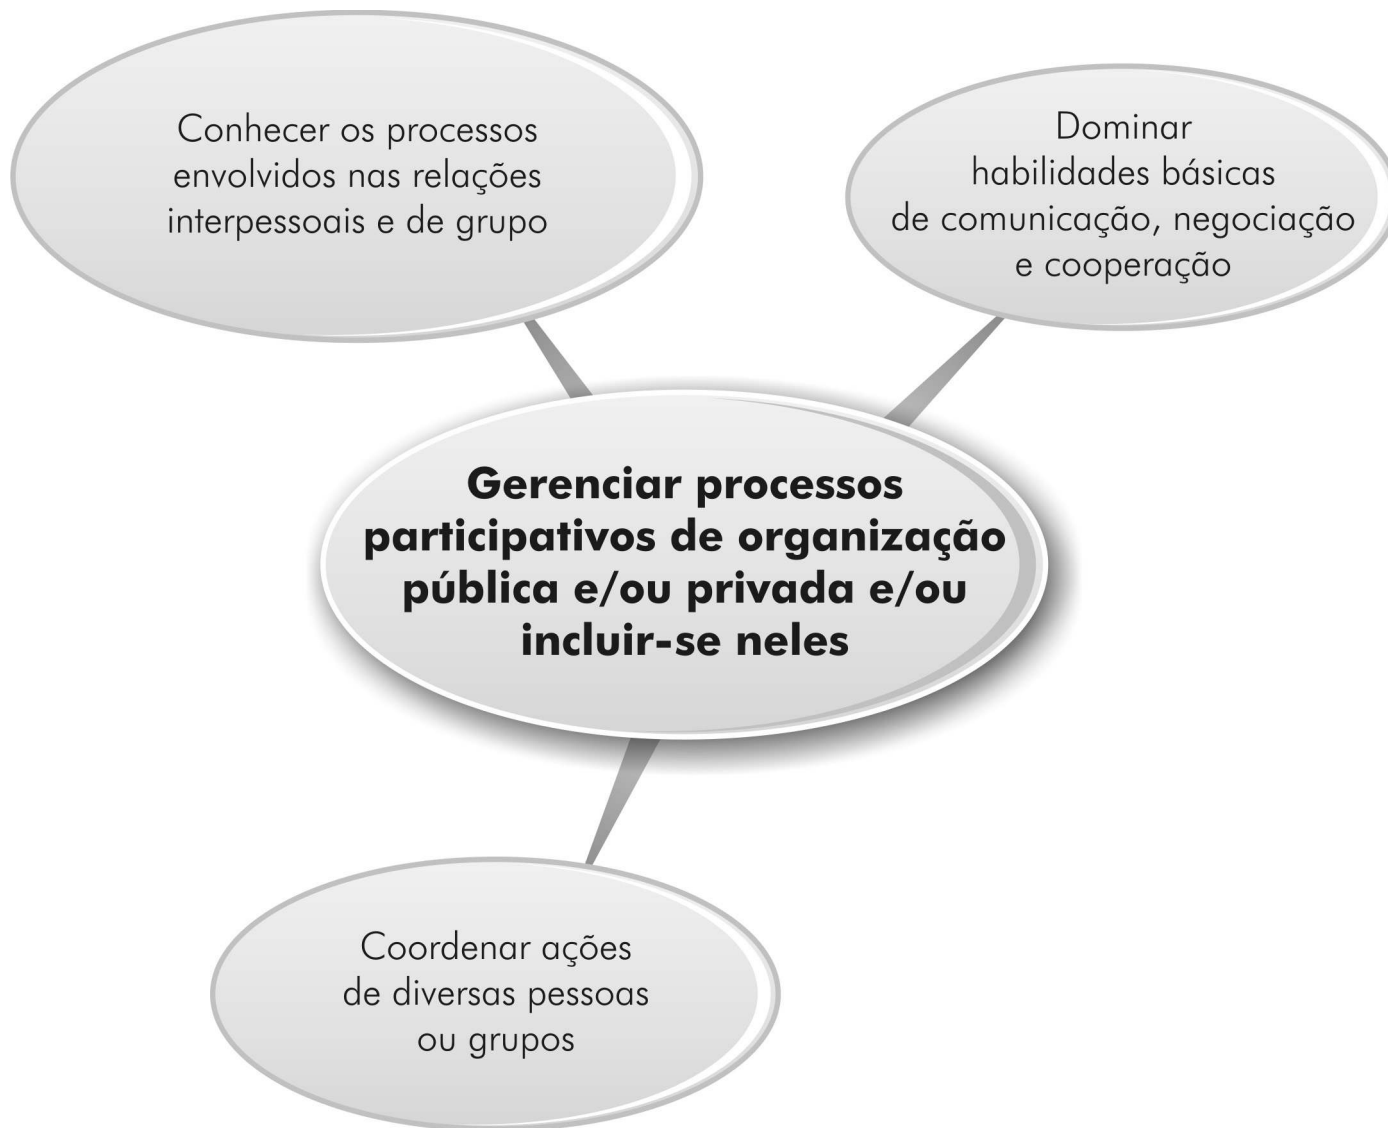 Conhecer os processos
envolvidos nas relações
interpessoais e de grupo
Dominar
habilidades básicas
de comunicação, negociação
e cooperação
Gerenciar processos
participativos de organização
pública e/ou privada e/ou
incluir-se neles
Coordenar ações
de diversas pessoas
ou grupos